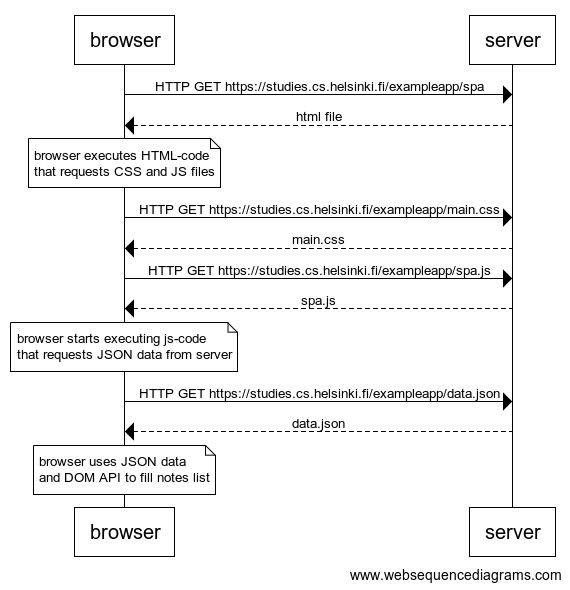 browser
server
HTTP GET https://studies.cs.helsinki.fi/exampleapp/spa
html file
browser executes HTML-code
that requests CSS and JS files
HTTP GET https://studies.cs.helsinki.fi/exampleapp/main.css
main.css
HTTP GET https://studies.cs.helsinki.fi/exampleapp/spa.js
spa.js
browser starts executing js-code
that requests JSON data from server
HTTP GET https://studies.cs.helsinki.fi/exampleapp/data.json
data.json
browser uses JSON data
and DOM API to fill notes list
browser
server
www.websequencediagrams.com